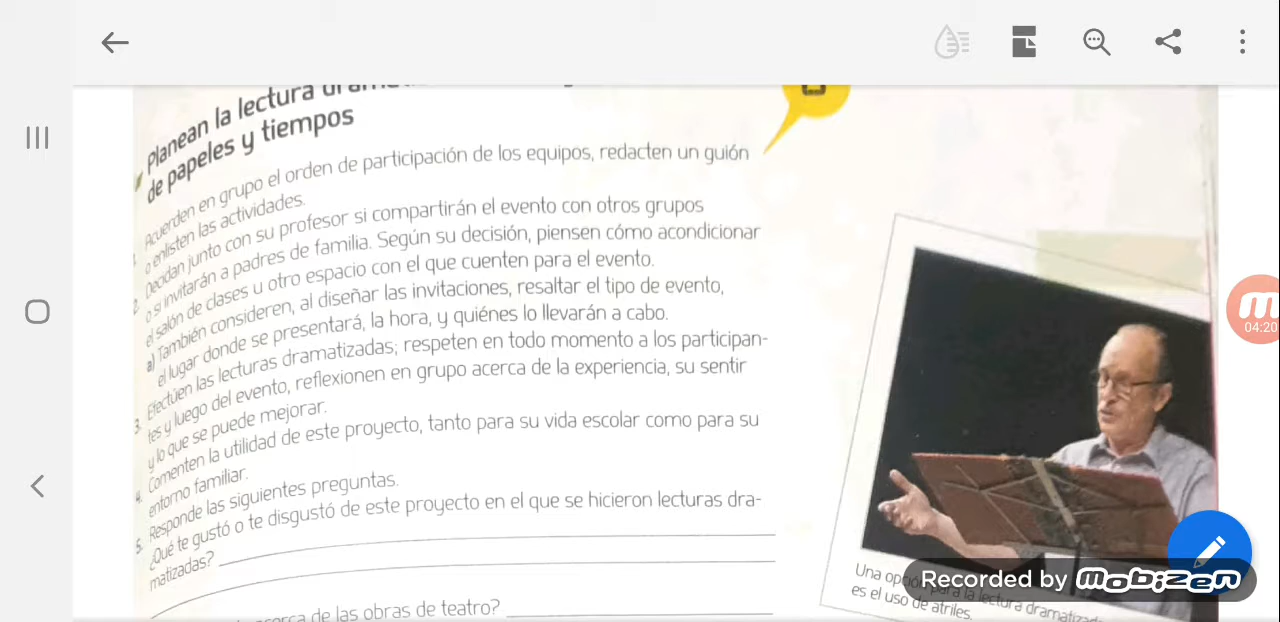 Planean la lectura
de papeles y tiempos
1. Acuerden en grupo el orden de participación de los equipos, redacten un guión
o enlisten las actividades.
2. Decidan junto con su profesor si compartirán el evento con otros grupos
o si invitarán a padres de familia. Según su decisión, piensen cómo acondicionar
el salón de clases u otro espacio con el que cuenten para el evento.
a) También consideren, al diseñar las invitaciones, resaltar el tipo de evento,
el lugar donde se presentará, la hora, y quiénes lo llevarán a cabo.
3. Efectúen las lecturas dramatizadas; respeten en todo momento a los participan-
tes y luego del evento, reflexionen en grupo acerca de la experiencia, su sentir
y lo que se puede mejorar.
4. Comenten la utilidad de este proyecto, tanto para su vida escolar como para su
entorno familiar.
5. Responde las siguientes preguntas.
¿Qué te gustó o te disgustó de este proyecto en el que se hicieron lecturas dra-
matizadas?
de las obras de teatro?
Una para la lectura
es el uso de atriles.
04:20
Recorded by mobizen